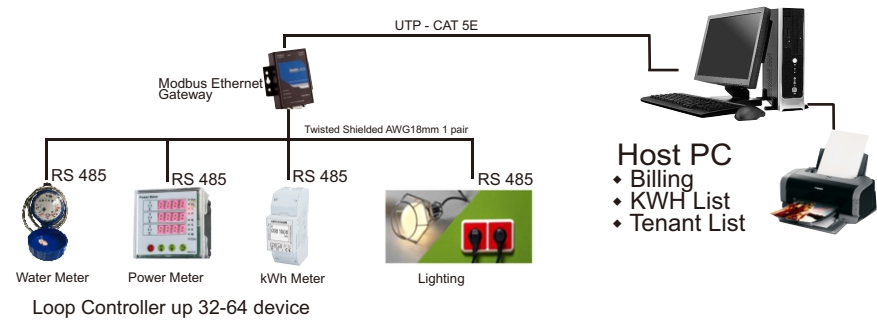 UTP - CAT 5E
Modbus Ethernet
Gateway
Twisted Shielded AWG18mm 1 pair
RS 485
RS 485
RS 485
RS 485
Host PC
Billing
KWH List
Tenant List
Power Meter
Water Meter
Power Meter
kWh Meter
Lighting
Loop Controller up 32-64 device